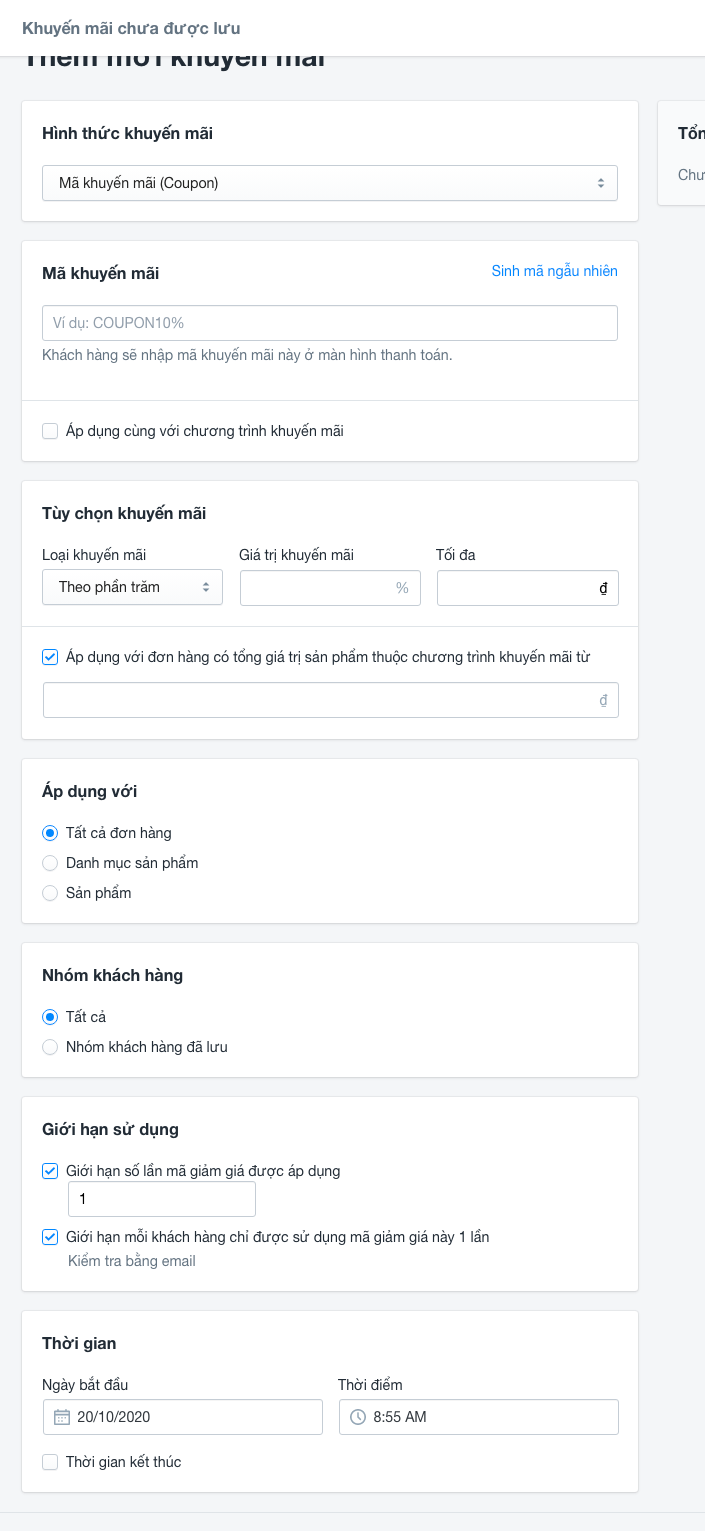 Khuyến mãi chưa được lưu
Thêm mới khuyến mãi
Hình thức khuyến mãi
Mã khuyến mãi (Coupon)
Tổn
Chư
Mã khuyến mãi
Sinh mã ngẫu nhiên
Ví dụ: COUPON10%
Khách hàng sẽ nhập mã khuyến mãi này ở màn hình thanh toán.
Áp dụng cùng với chương trình khuyến mãi
Tùy chọn khuyến mãi
Loại khuyến mãi
Giá trị khuyến mãi
Tối đa
Theo phần trăm
%
₫
Áp dụng với đơn hàng có tổng giá trị sản phẩm thuộc chương trình khuyến mãi từ
₫
Áp dụng với
Tất cả đơn hàng
Danh mục sản phẩm
Sản phẩm
Nhóm khách hàng
Tất cả
Nhóm khách hàng đã lưu
Giới hạn sử dụng
Giới hạn số lần mã giảm giá được áp dụng
1
Giới hạn mỗi khách hàng chỉ được sử dụng mã giảm giá này 1 lần
Kiểm tra bằng email
Thời gian
Ngày bắt đầu
Thời điểm
20/10/2020
8:55 AM
Thời gian kết thúc